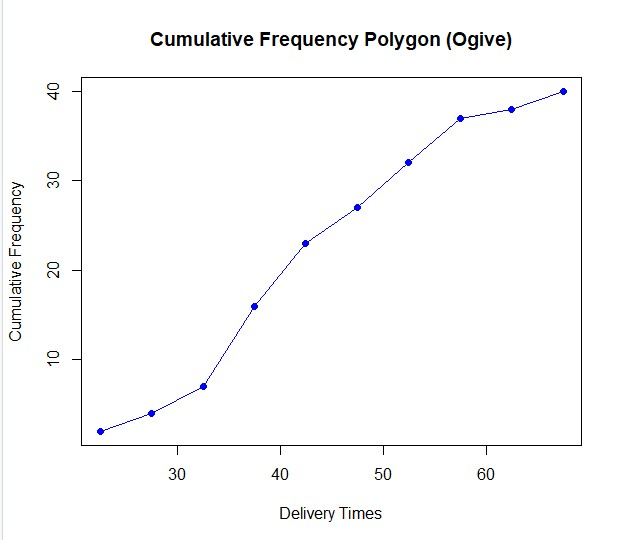 Cumulative Frequency Polygon (Ogive)
Cumulative Frequency
40
30
20
10
30 40 50 60
Delivery Times